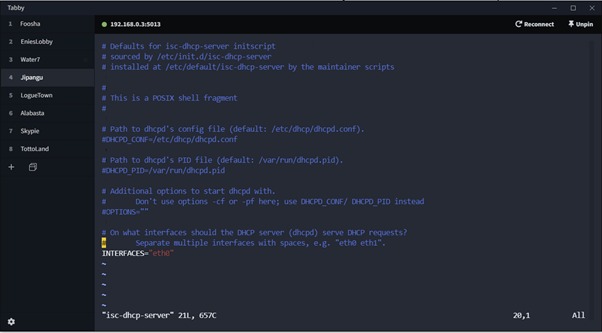 Tabby
1 Foosha
2 EniesLobby
3 Water7
4 Jipangu
5 LogueTown
6 Alabasta
7 Skypie
8 TottoLand
192.168.0.3:5013
Reconnect
Unpin
# Defaults for isc-dhcp-server initscript
# sourced by /etc/init.d/isc-dhcp-server
# installed at /etc/default/isc-dhcp-server by the maintainer scripts
#
# This is a POSIX shell fragment
#
# Path to dhcpd's config file (default: /etc/dhcp/dhcpd.conf).
#DHCPD_CONF=/etc/dhcp/dhcpd.conf
# Path to dhcpd's PID file (default: /var/run/dhcpd.pid).
#DHCPD_PID=/var/run/dhcpd.pid
# Additional options to start dhcpd with.
# Don't use options -cf or -pf here; use DHCPD_CONF/ DHCPD_PID instead
#OPTIONS=""
# On what interfaces should the DHCP server (dhcpd) serve DHCP requests?
# Separate multiple interfaces with spaces, e.g. "eth0 eth1".
INTERFACES="eth0"
~
~
~
~
~
"isc-dhcp-server" 21L, 657C 20,1 All